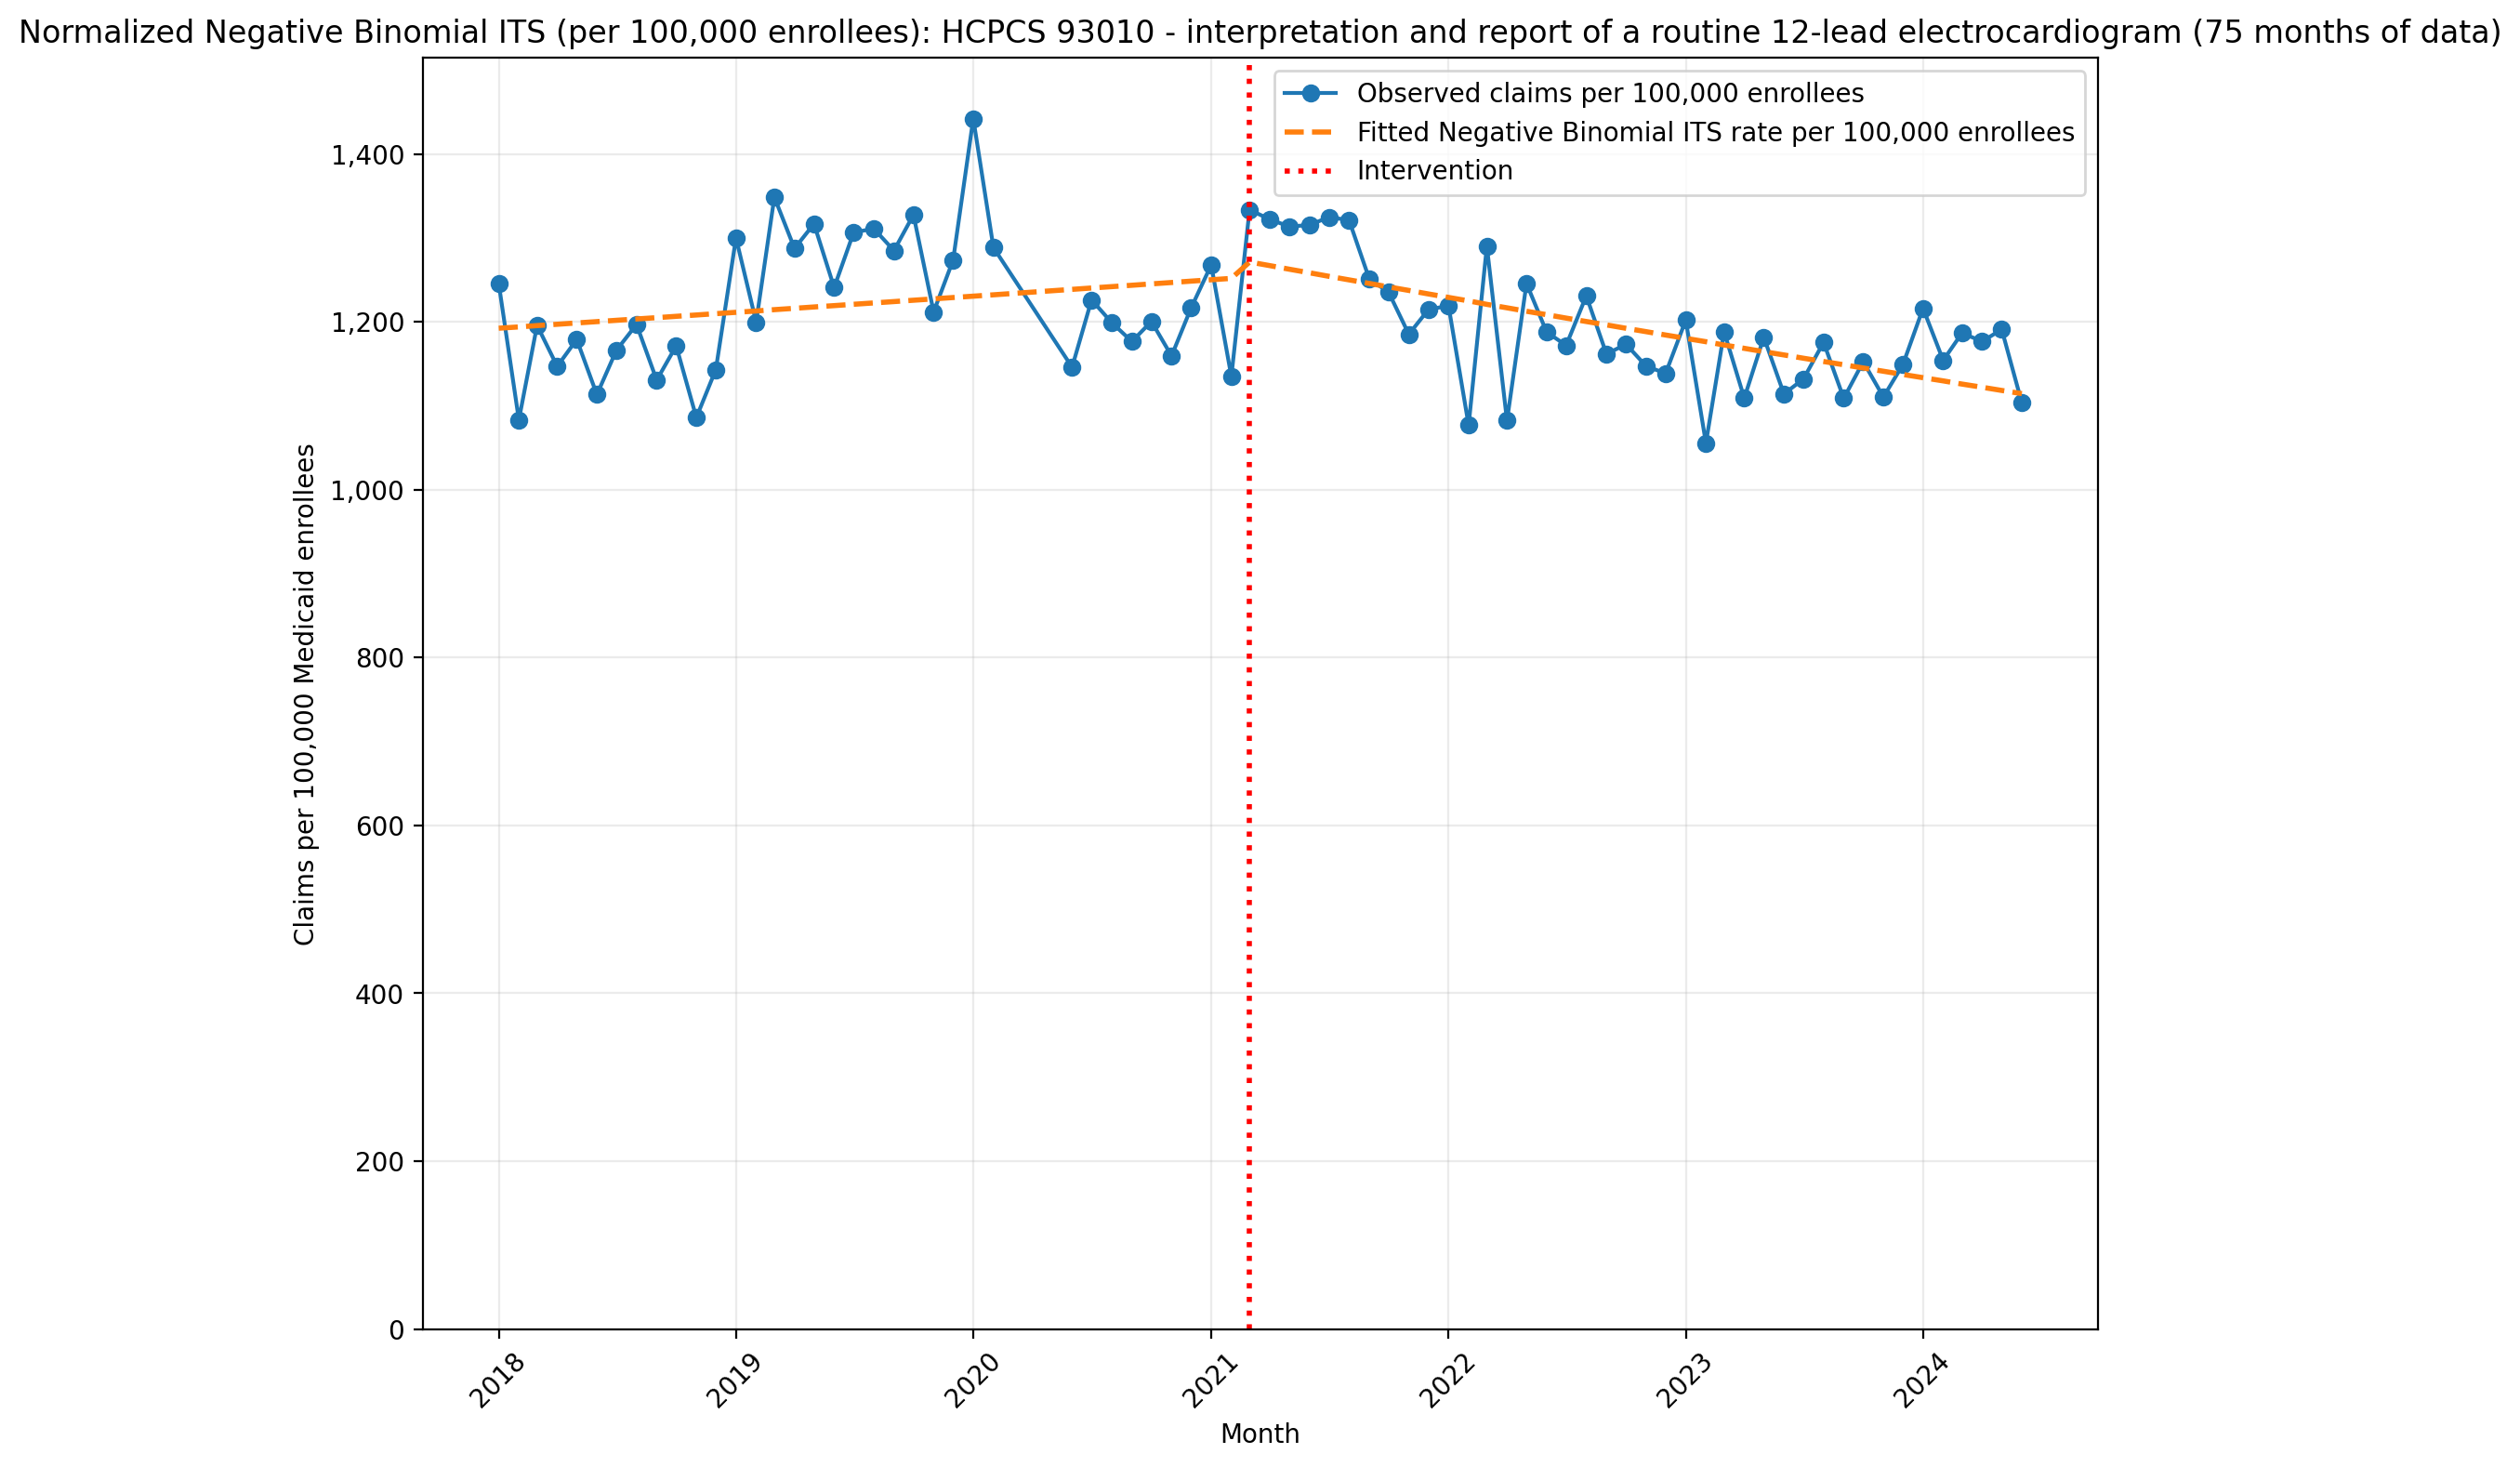 Normalized Negative Binomial ITS (per 100,000 enrollees): HCPCS 93010 - interpretation and report of a routine 12-lead electrocardiogram (75 months of data)
Observed claims per 100,000 enrollees
Fitted Negative Binomial ITS rate per 100,000 enrollees
Intervention
Claims per 100,000 Medicaid enrollees
1,400
1,200
1,000
800
600
400
200
0
2018
2019
2020
2021
2022
2023
2024
Month